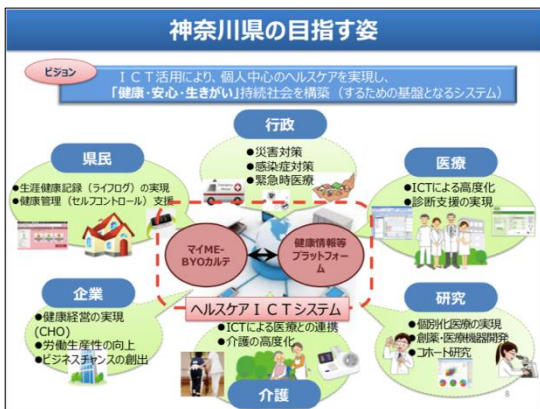 神奈川県の目指す姿
ビジョン
ＩＣＴ活用により、個人中心のヘルスケアを実現し、
「健康・安心・生きがい」持続社会を構築（するための基盤となるシステム）
行政
●災害対策
●感染症対策
●緊急時医療
県民
●生涯健康記録（ライフログ）の実現
●健康管理（セルフコントロール）支援
医療
●ICTによる高度化
●診断支援の実現
マイME-
BYOカルテ
健康情報等
プラットフォー
ム
ヘルスケアＩＣＴシステム
企業
●健康経営の実現
(CHO)
●労働生産性の向上
●ビジネスチャンスの創出
●ICTによる医療との連携
●介護の高度化
介護
研究
●個別化医療の実現
●創薬・医療機器開発
●コホート研究
8